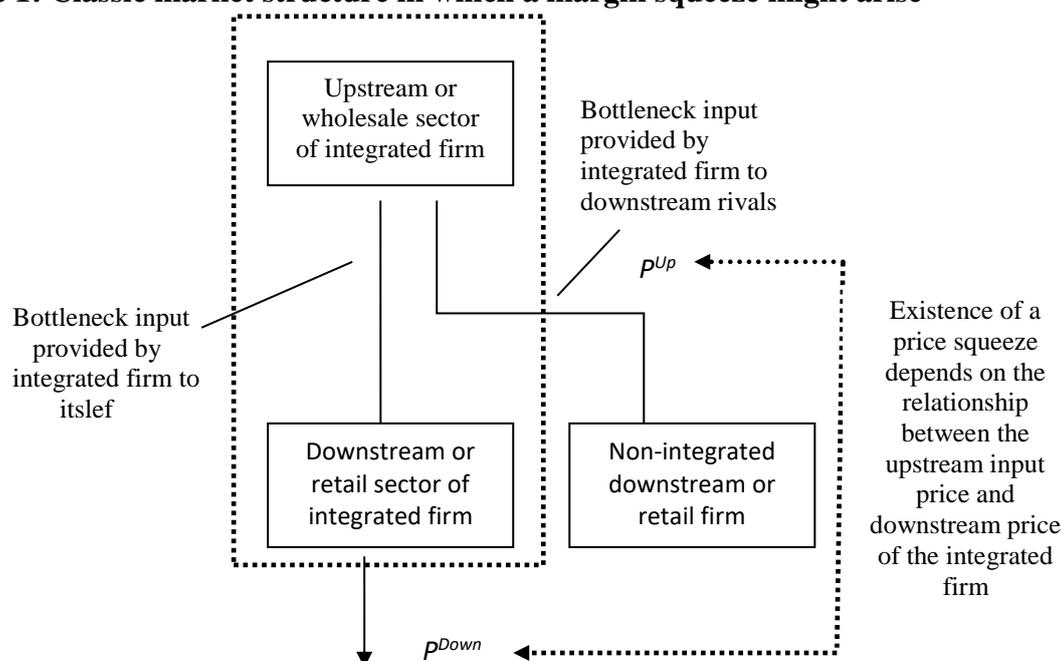 1: Classic market structure in which a margin squeeze might arise
Upstream or
wholesale sector
of integrated firm
Bottleneck input
provided by
integrated firm to
downstream rivals
P^Up
Bottleneck input
provided by
integrated firm to
itslef
Existence of a
price squeeze
depends on the
relationship
between the
upstream input
price and
downstream price
of the integrated
firm
Downstream or
retail sector of
integrated firm
Non-integrated
downstream or
retail firm
P^Down